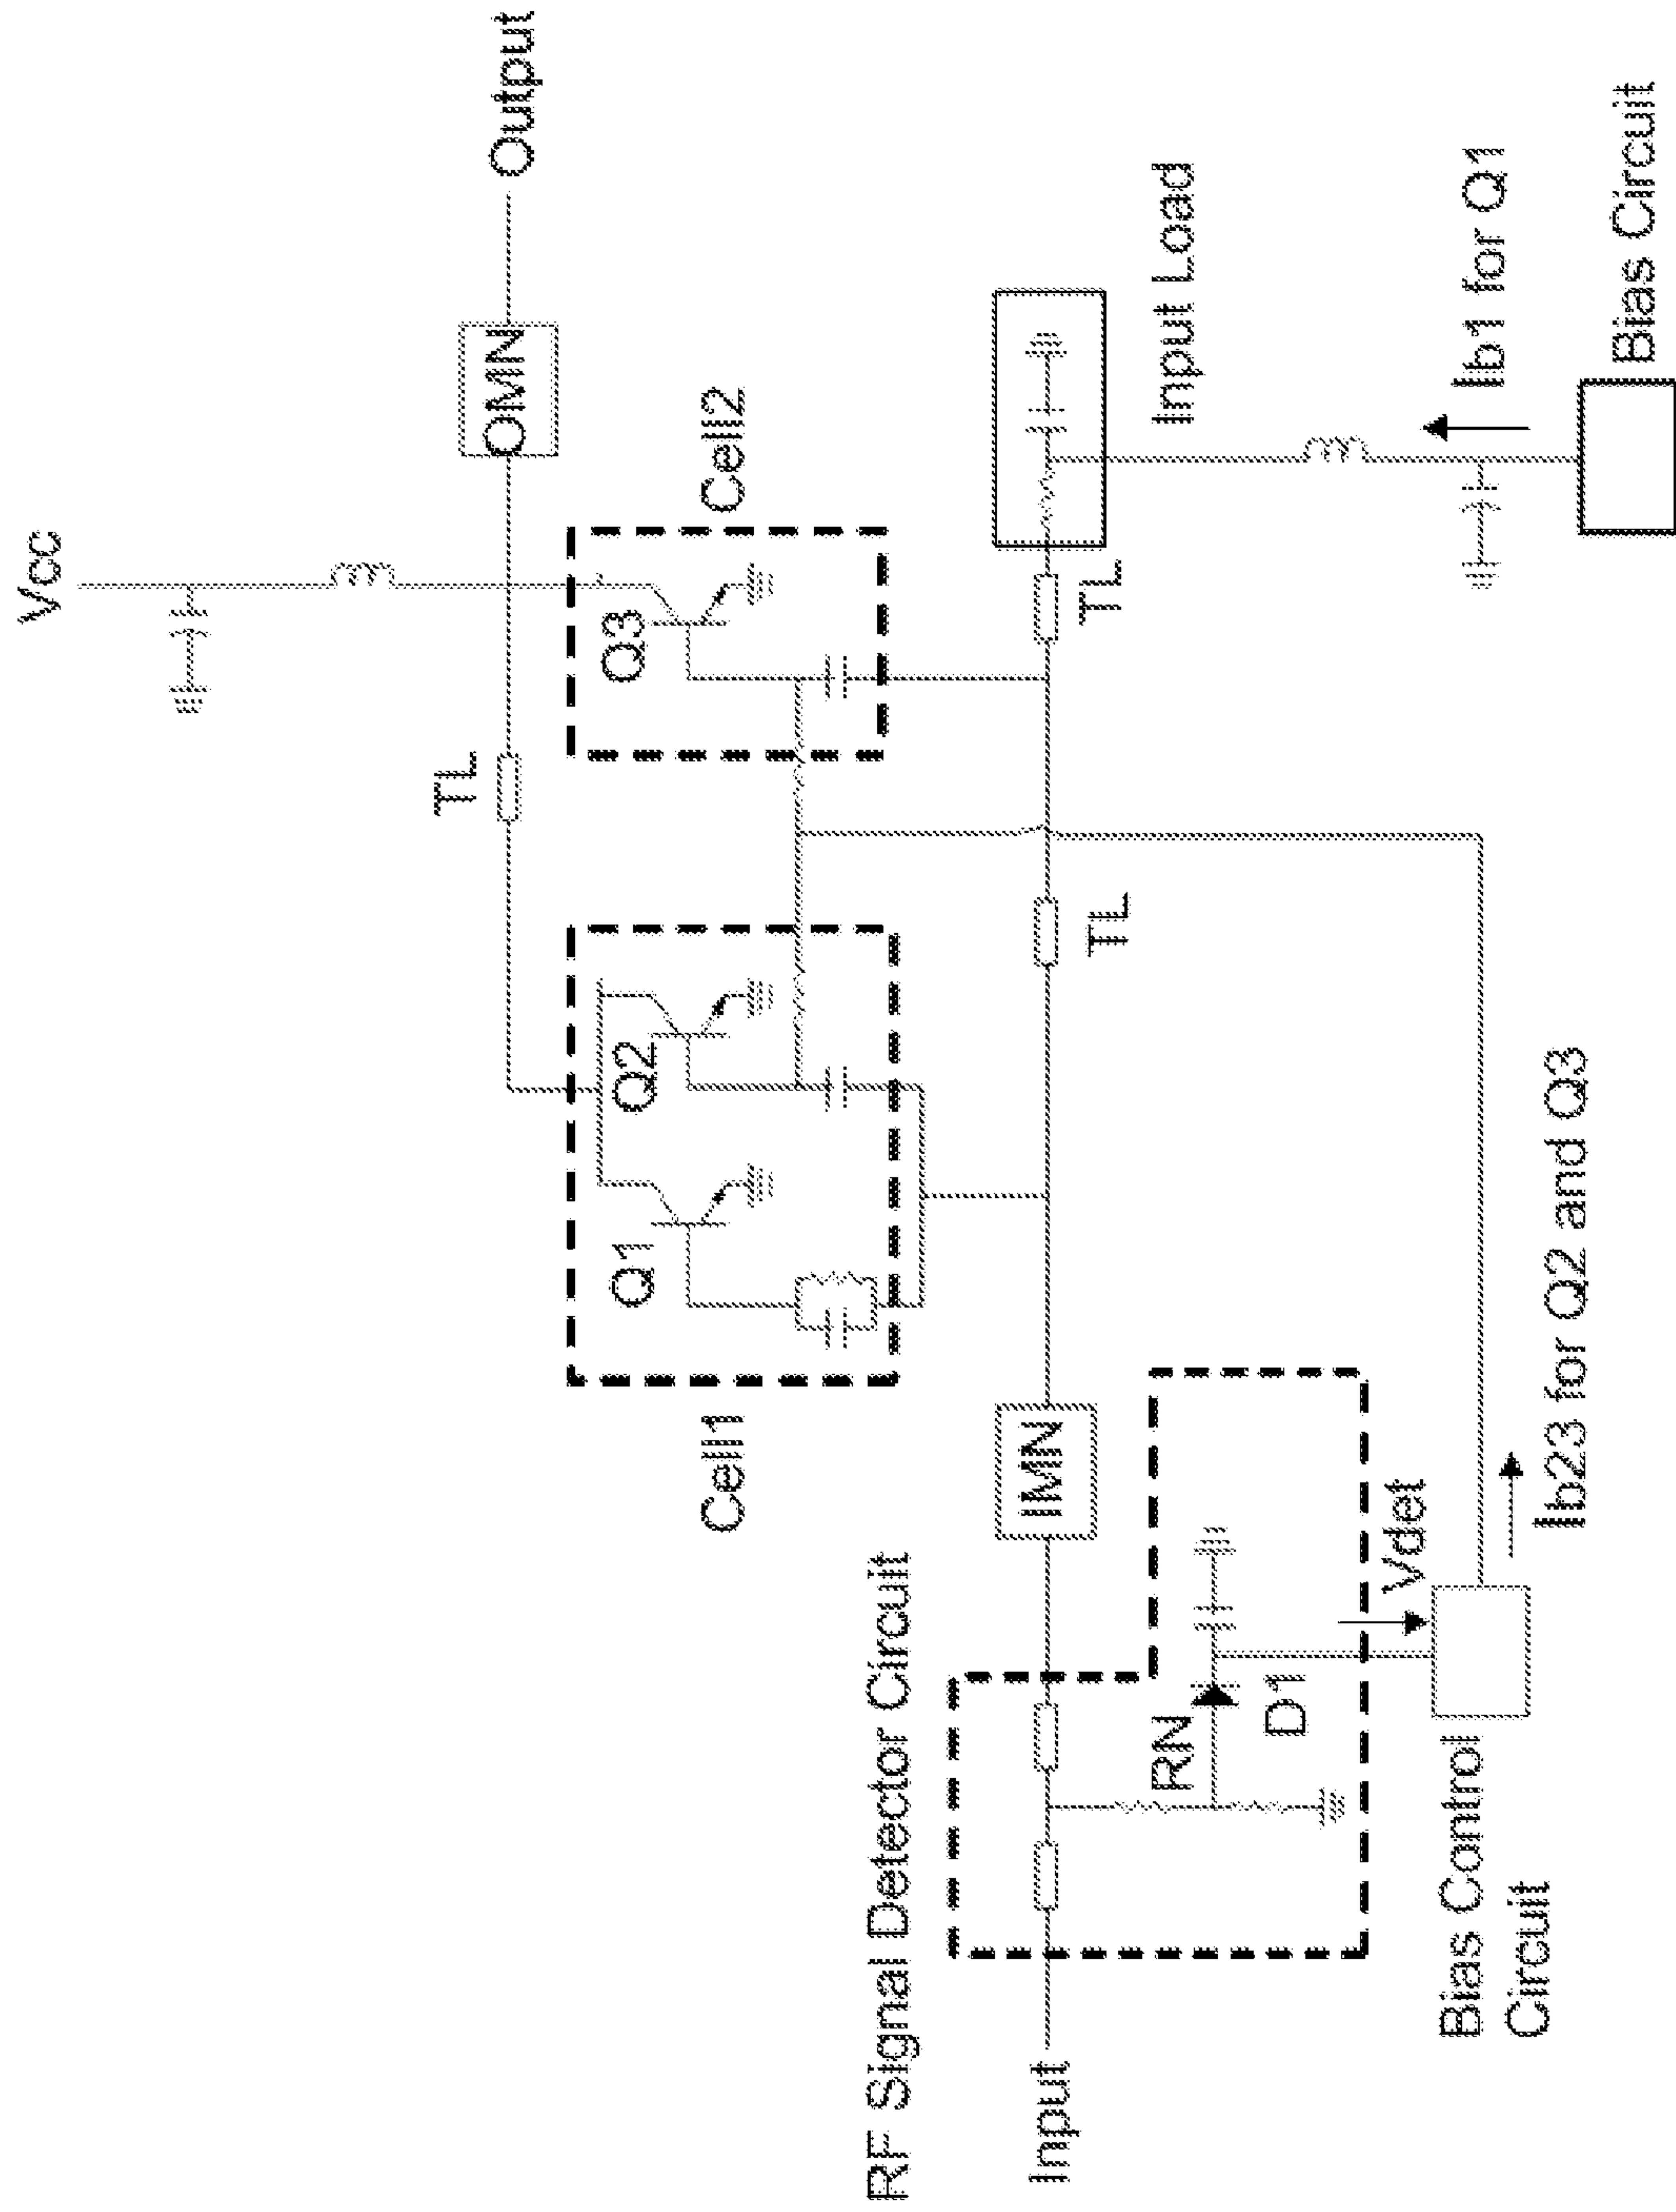 Vcc
OMN
Output
TL
Q1
Q2
Q3
Cell1
Cell2
RF Signal Detector Circuit
Input
IMN
TL
TL
Input Load
RN
D1
Vdet
Bias Control
Circuit
Ib23 for Q2 and Q3
Ib1 for Q1
Bias Circuit